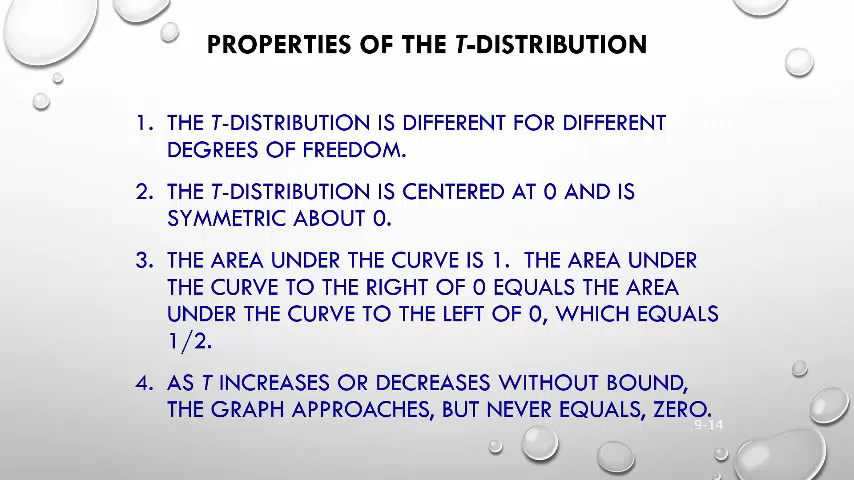 PROPERTIES OF THE T-DISTRIBUTION
1. THE T-DISTRIBUTION IS DIFFERENT FOR DIFFERENT
DEGREES OF FREEDOM.
2. THE T-DISTRIBUTION IS CENTERED AT 0 AND IS
SYMMETRIC ABOUT 0.
3. THE AREA UNDER THE CURVE IS 1. THE AREA UNDER
THE CURVE TO THE RIGHT OF 0 EQUALS THE AREA
UNDER THE CURVE TO THE LEFT OF 0, WHICH EQUALS
1/2.
4. AS T INCREASES OR DECREASES WITHOUT BOUND,
THE GRAPH APPROACHES, BUT NEVER EQUALS, ZERO.
9-14